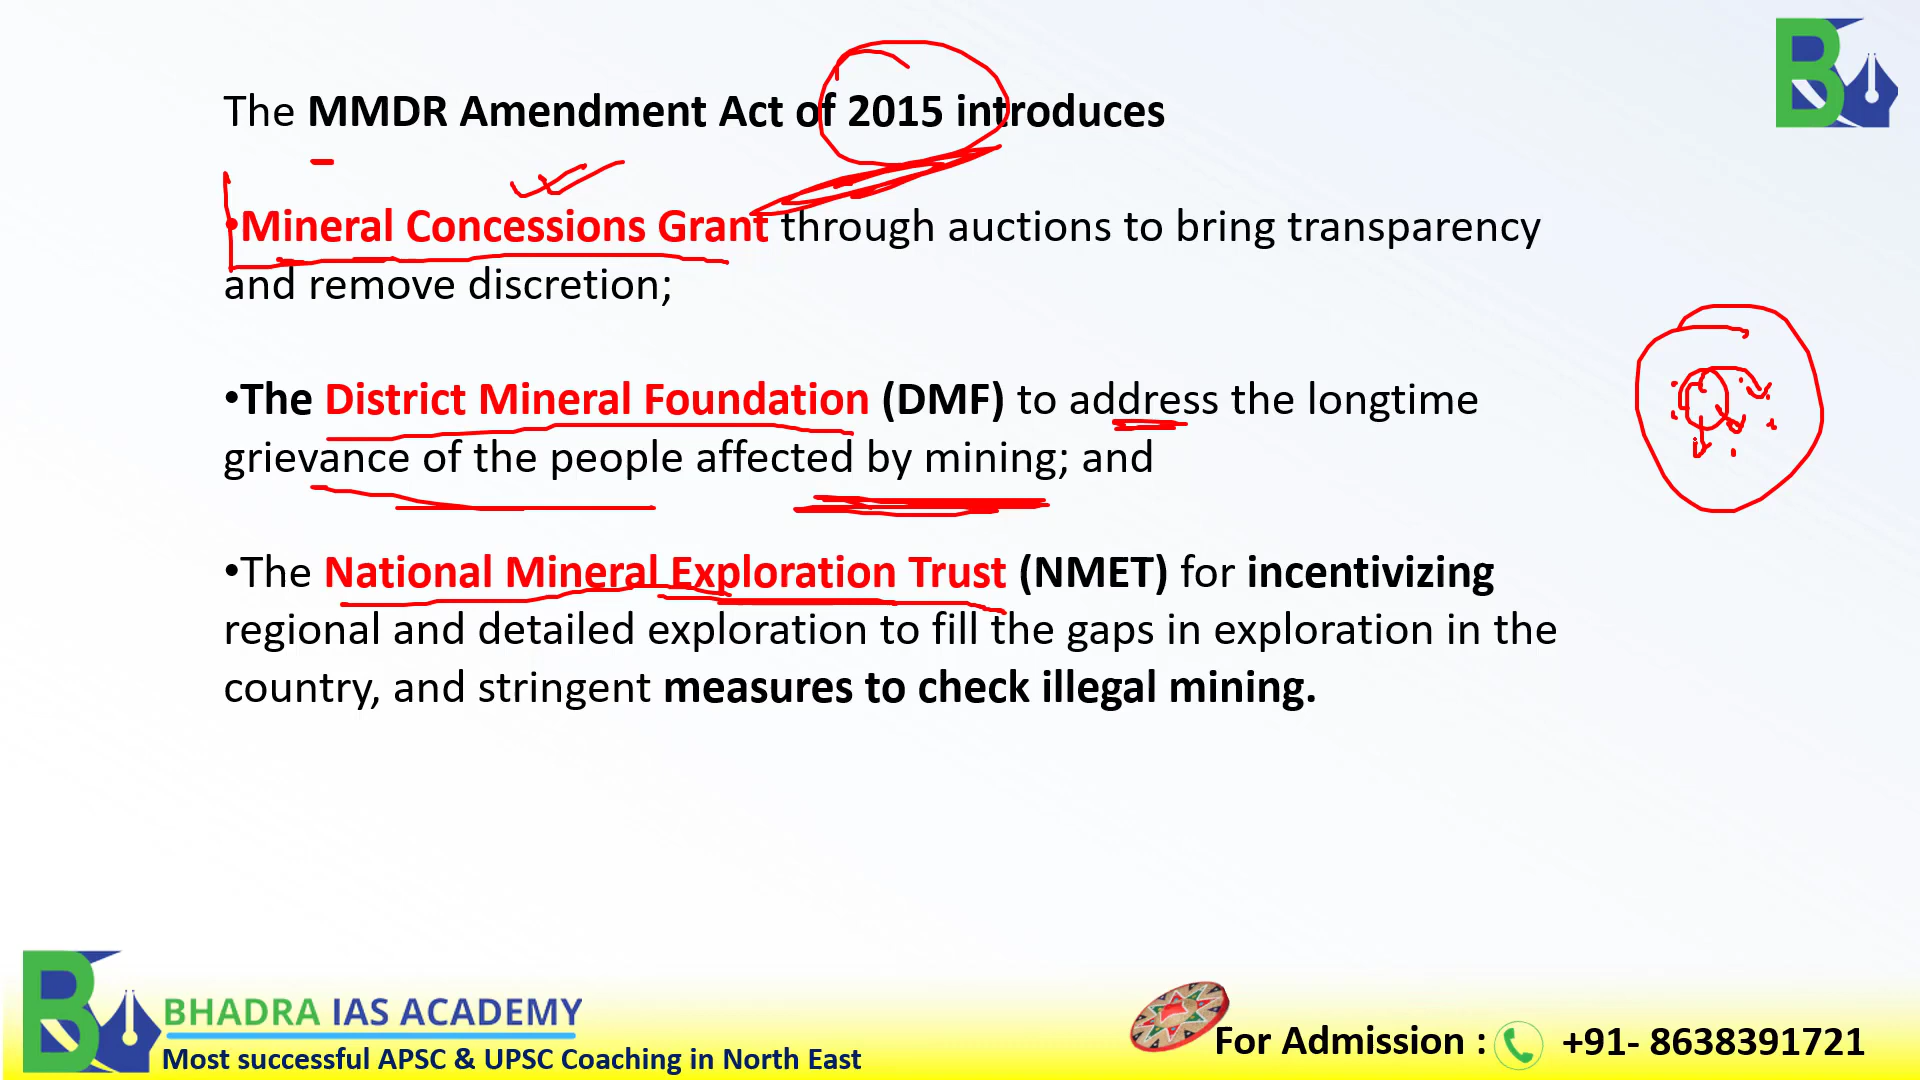 The MMDR Amendment Act of 2015 introduces
•Mineral Concessions Grant through auctions to bring transparency
and remove discretion;
•The District Mineral Foundation (DMF) to address the longtime
grievance of the people affected by mining; and
•The National Mineral Exploration Trust (NMET) for incentivizing
regional and detailed exploration to fill the gaps in exploration in the
country, and stringent measures to check illegal mining.
BHADRA IAS ACADEMY
Most successful APSC & UPSC Coaching in North East
For Admission : +91- 8638391721